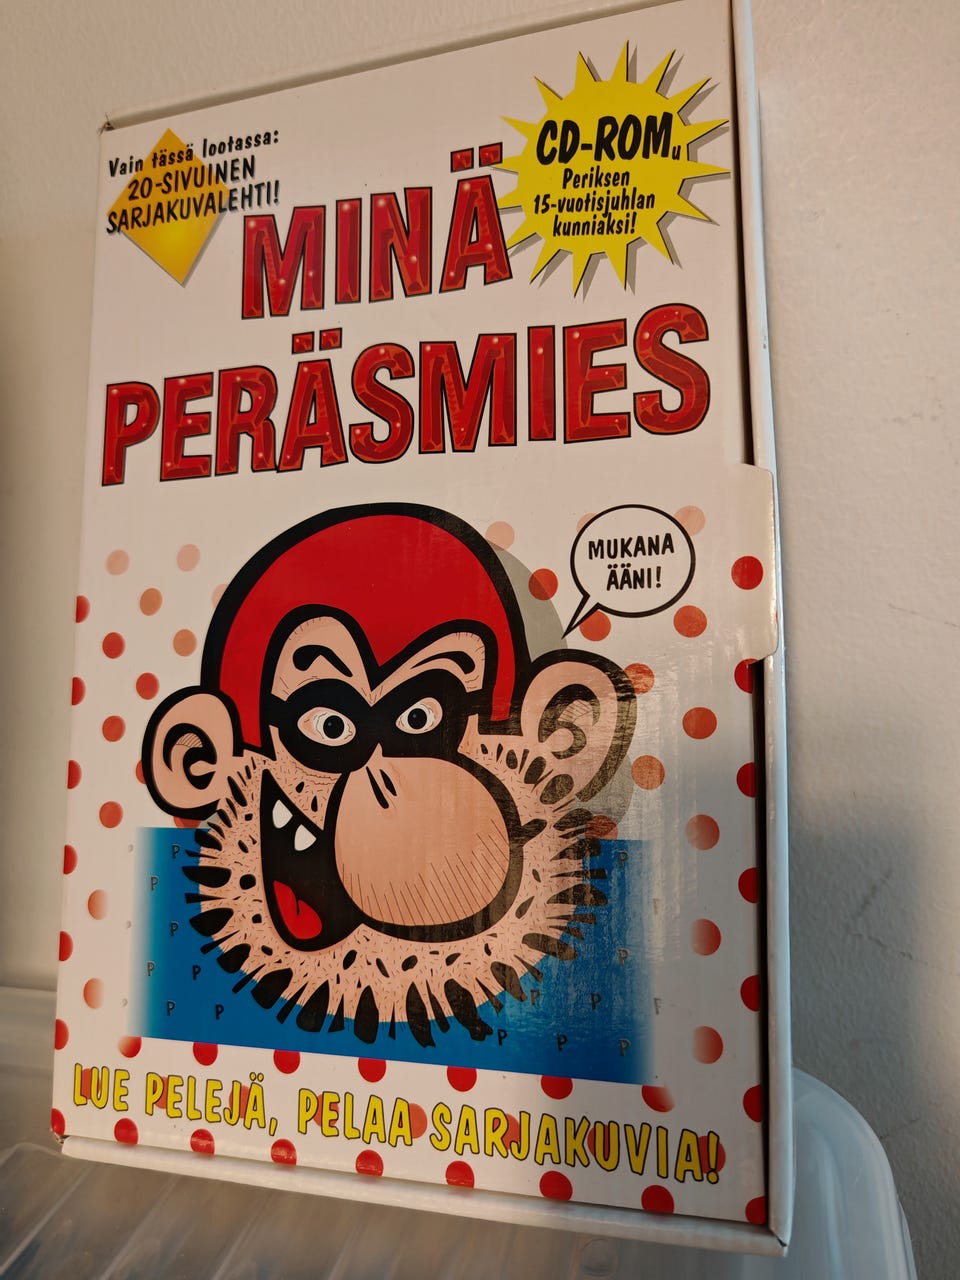 Vain tässä lootassa:
20-SIVUINEN
SARJAKUVALEHTI!
CD-ROMu
Periksen
15-vuotisjuhlan
kunniaksi!
MINÄ
PERÄSMIES
MUKANA
ÄÄNI!
P P
P P
P P
P P P
P P P P
P P P
LUE PELEJÄ, PELAA SARJAKUVIA!